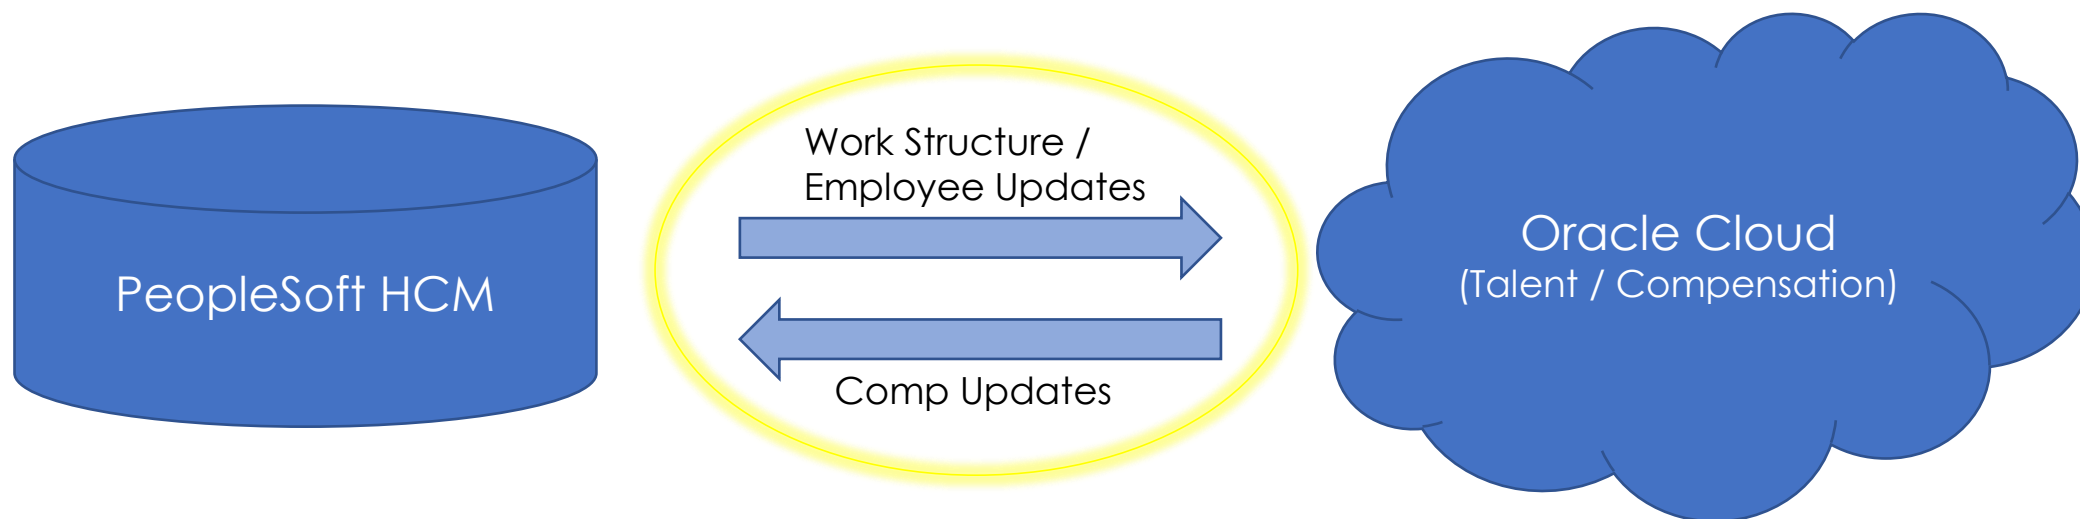 PeopleSoft HCM
Work Structure /
Employee Updates
Comp Updates
Oracle Cloud
(Talent / Compensation)